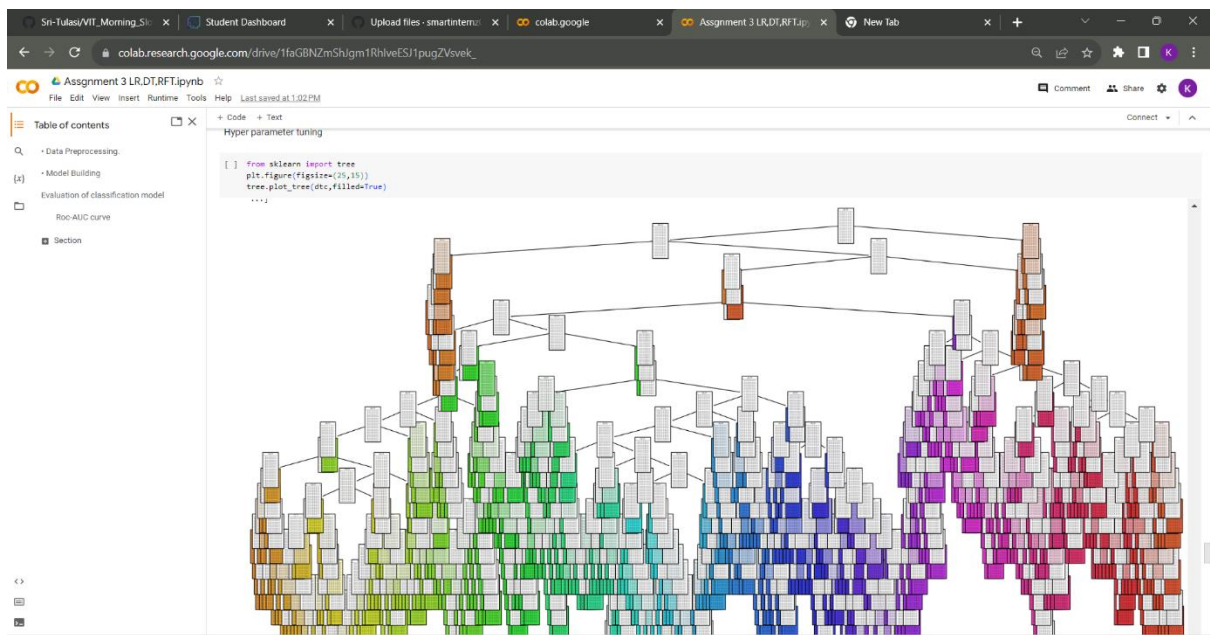 Sri-Tulasi/VIT_Morning_Slo
Student Dashboard
Upload files · smartinternz
colab.google
Assgnment 3 LR,DT,RFT.ip
New Tab
colab.research.google.com/drive/1faGBNZmShJgm1RhIveESJ1pugZVsvek_
K
Assgnment 3 LR,DT,RFT.ipynb
Comment
Share
K
File Edit View Insert Runtime Tools Help Last saved at 1:02 PM
Table of contents
+ Code + Text
Connect
Hyper parameter tuning
Data Preprocessing.
Model Building
Evaluation of classification model
Roc-AUC curve
Section
{x}
[ ] from sklearn import tree
plt.figure(figsize=(25,15))
tree.plot_tree(dtc,filled=True)
...]